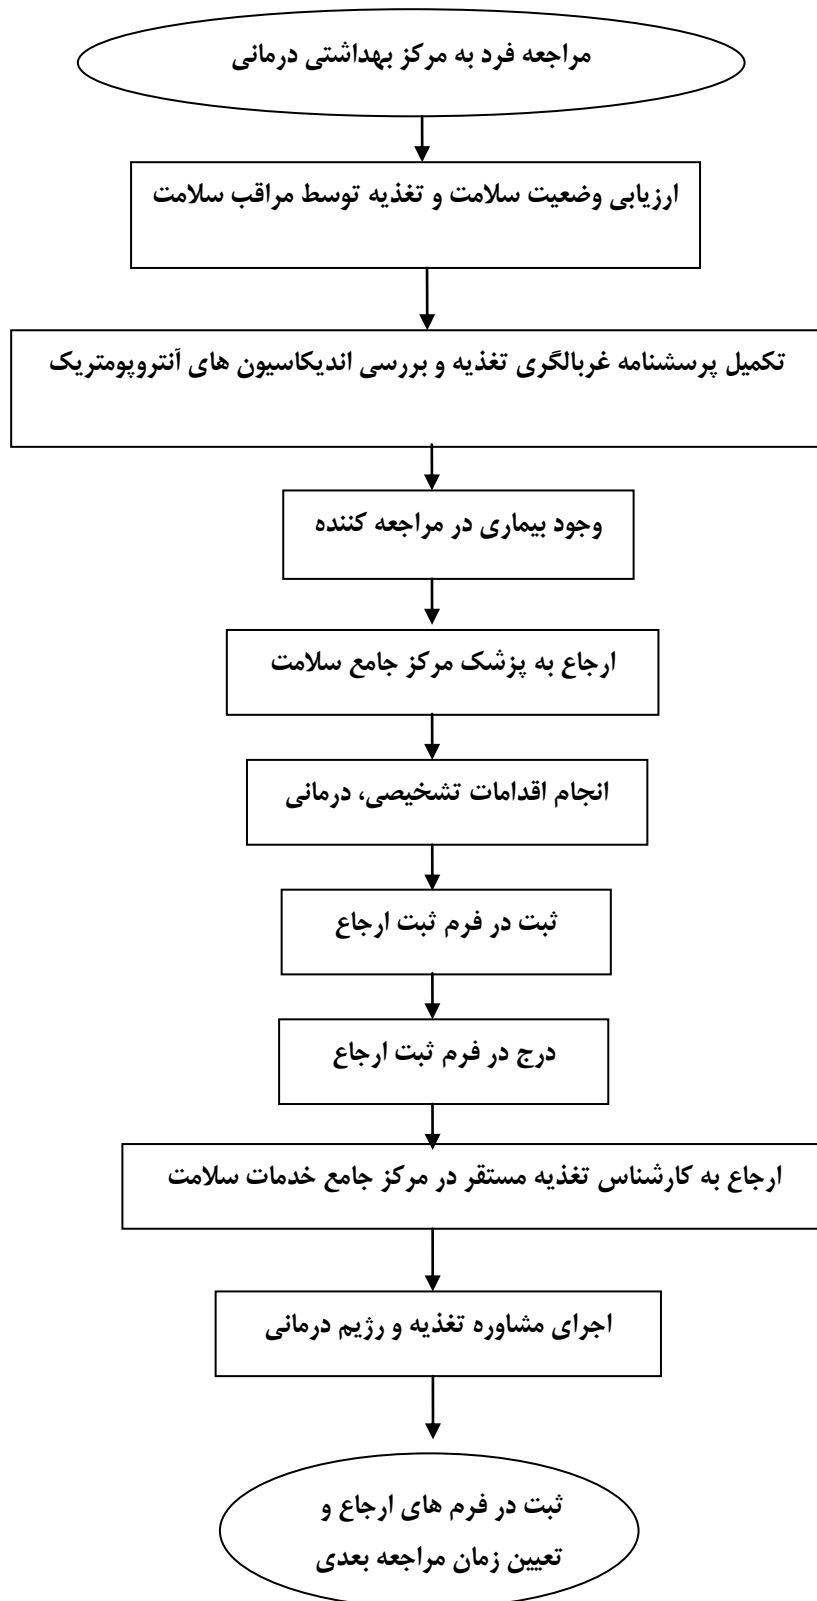 مراجعه فرد به مرکز بهداشتی درمانی
ارزیابی وضعیت سلامت و تغذیه توسط مراقب سلامت
تکمیل پرسشنامه غربالگری تغذیه و بررسی اندیکاسیون های آنتروپومتریک
وجود بیماری در مراجعه کننده
ارجاع به پزشک مرکز جامع سلامت
انجام اقدامات تشخیصی، درمانی
ثبت در فرم ثبت ارجاع
درج در فرم ثبت ارجاع
ارجاع به کارشناس تغذیه مستقر در مرکز جامع خدمات سلامت
اجرای مشاوره تغذیه و رژیم درمانی
ثبت در فرم های ارجاع و
تعیین زمان مراجعه بعدی